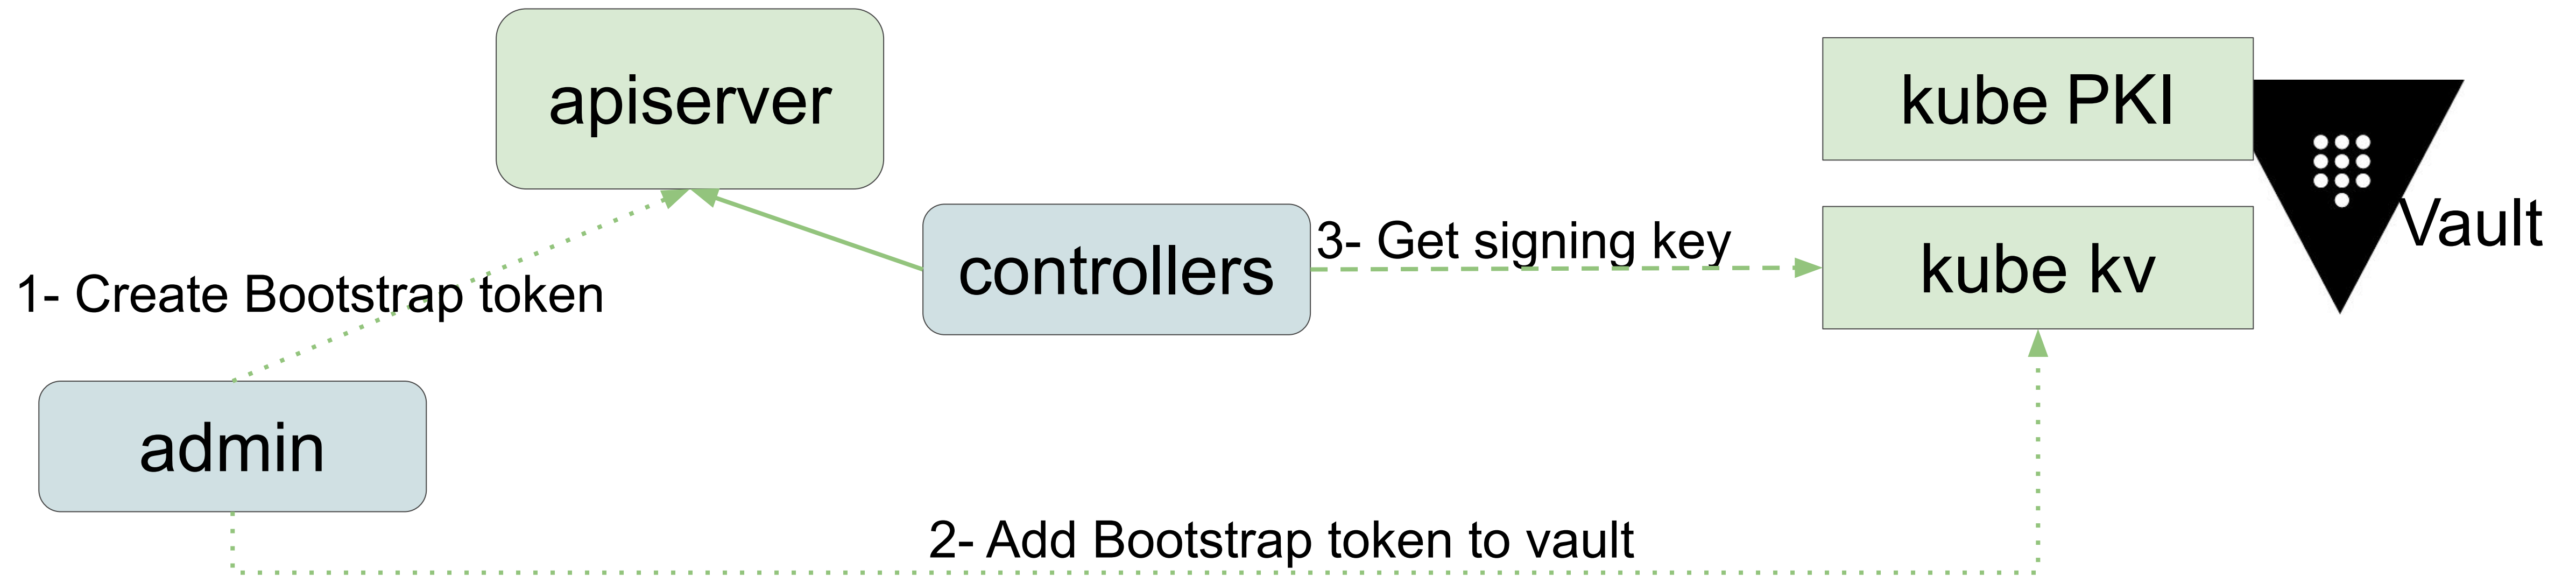 apiserver
kube PKI
Vault
controllers
3- Get signing key
kube kv
1- Create Bootstrap token
admin
2- Add Bootstrap token to vault